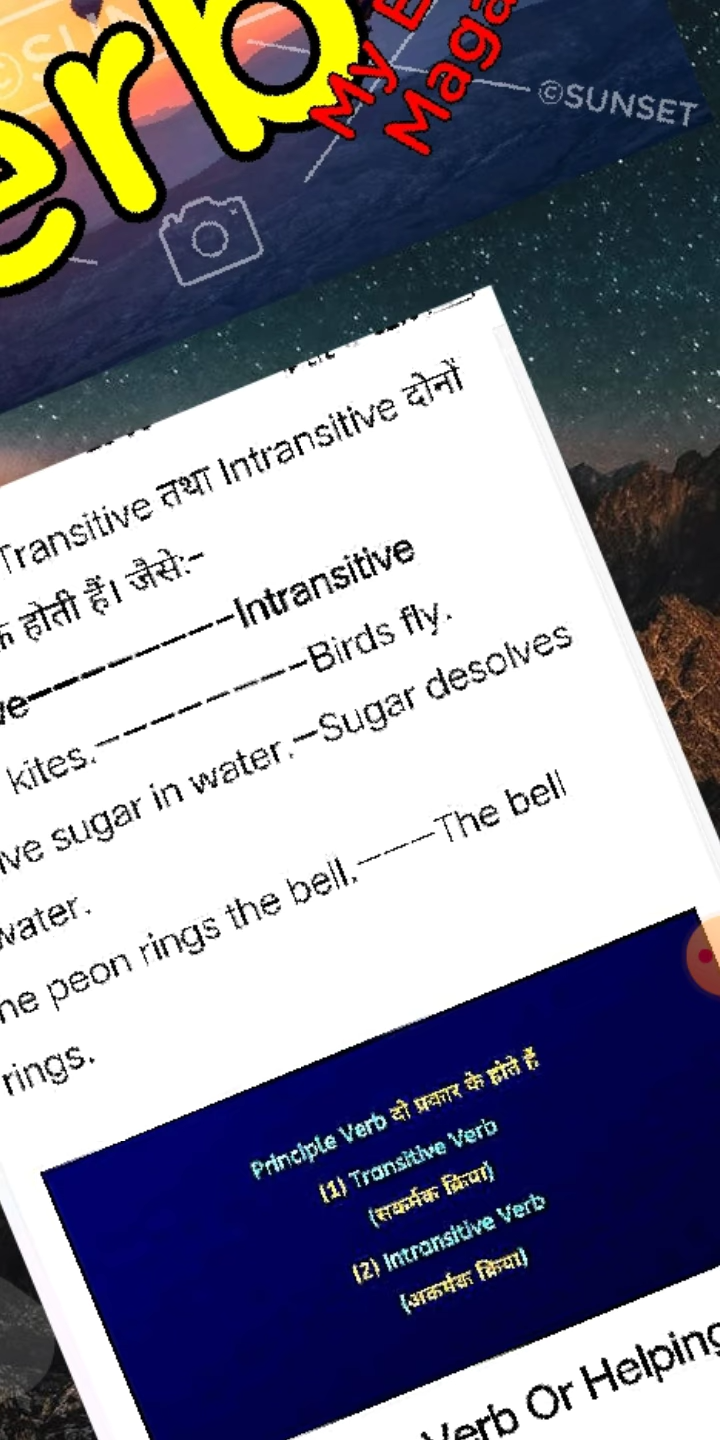 erb
My E
Maga
©SUNSET
Transitive तथा Intransitive दोनों
होती हैं। जैसे:-
ve---------Intransitive
kites.---------Birds fly.
lve sugar in water.-Sugar desolves
water.
he peon rings the bell.---The bell
rings.
Principle Verb दो प्रकार के होते हैं
(1) Transitive Verb
(सकर्मक क्रिया)
(2) Intransitive Verb
(अकर्मक क्रिया)
Verb Or Helping